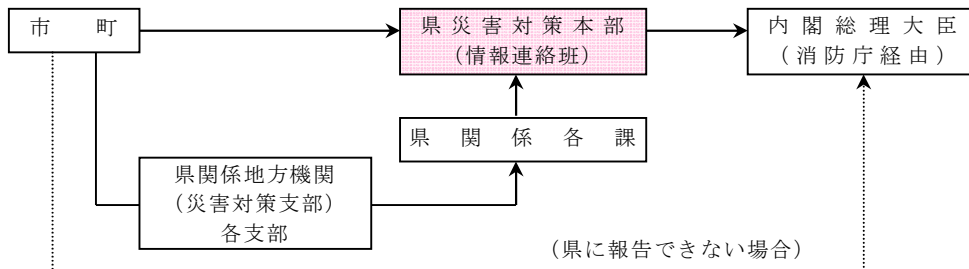 市町
県災害対策本部
(情報連絡班)
内閣総理大臣
(消防庁経由)
県関係各課
県関係地方機関
(災害対策支部)
各支部
(県に報告できない場合)